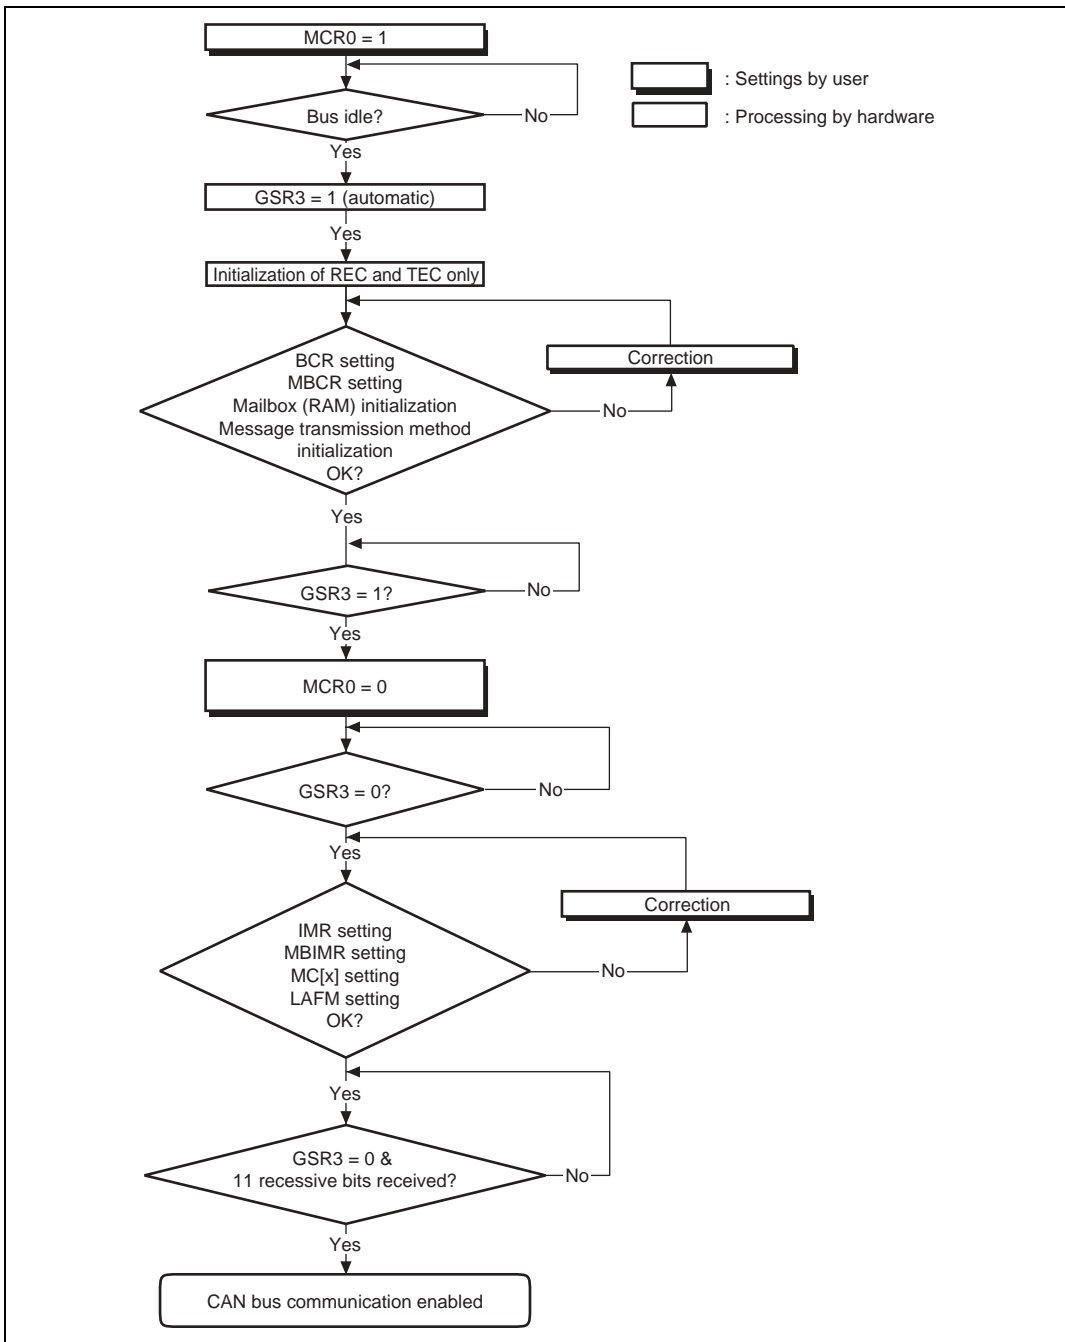 MCR0 = 1
: Settings by user
Bus idle?
No
: Processing by hardware
Yes
GSR3 = 1 (automatic)
Yes
Initialization of REC and TEC only
Correction
BCR setting
MBCR setting
Mailbox (RAM) initialization
Message transmission method
initialization
OK?
No
Yes
GSR3 = 1?
No
Yes
MCR0 = 0
GSR3 = 0?
No
Yes
Correction
IMR setting
MBIMR setting
MC[x] setting
LAFM setting
OK?
No
Yes
GSR3 = 0 &
11 recessive bits received?
No
Yes
CAN bus communication enabled